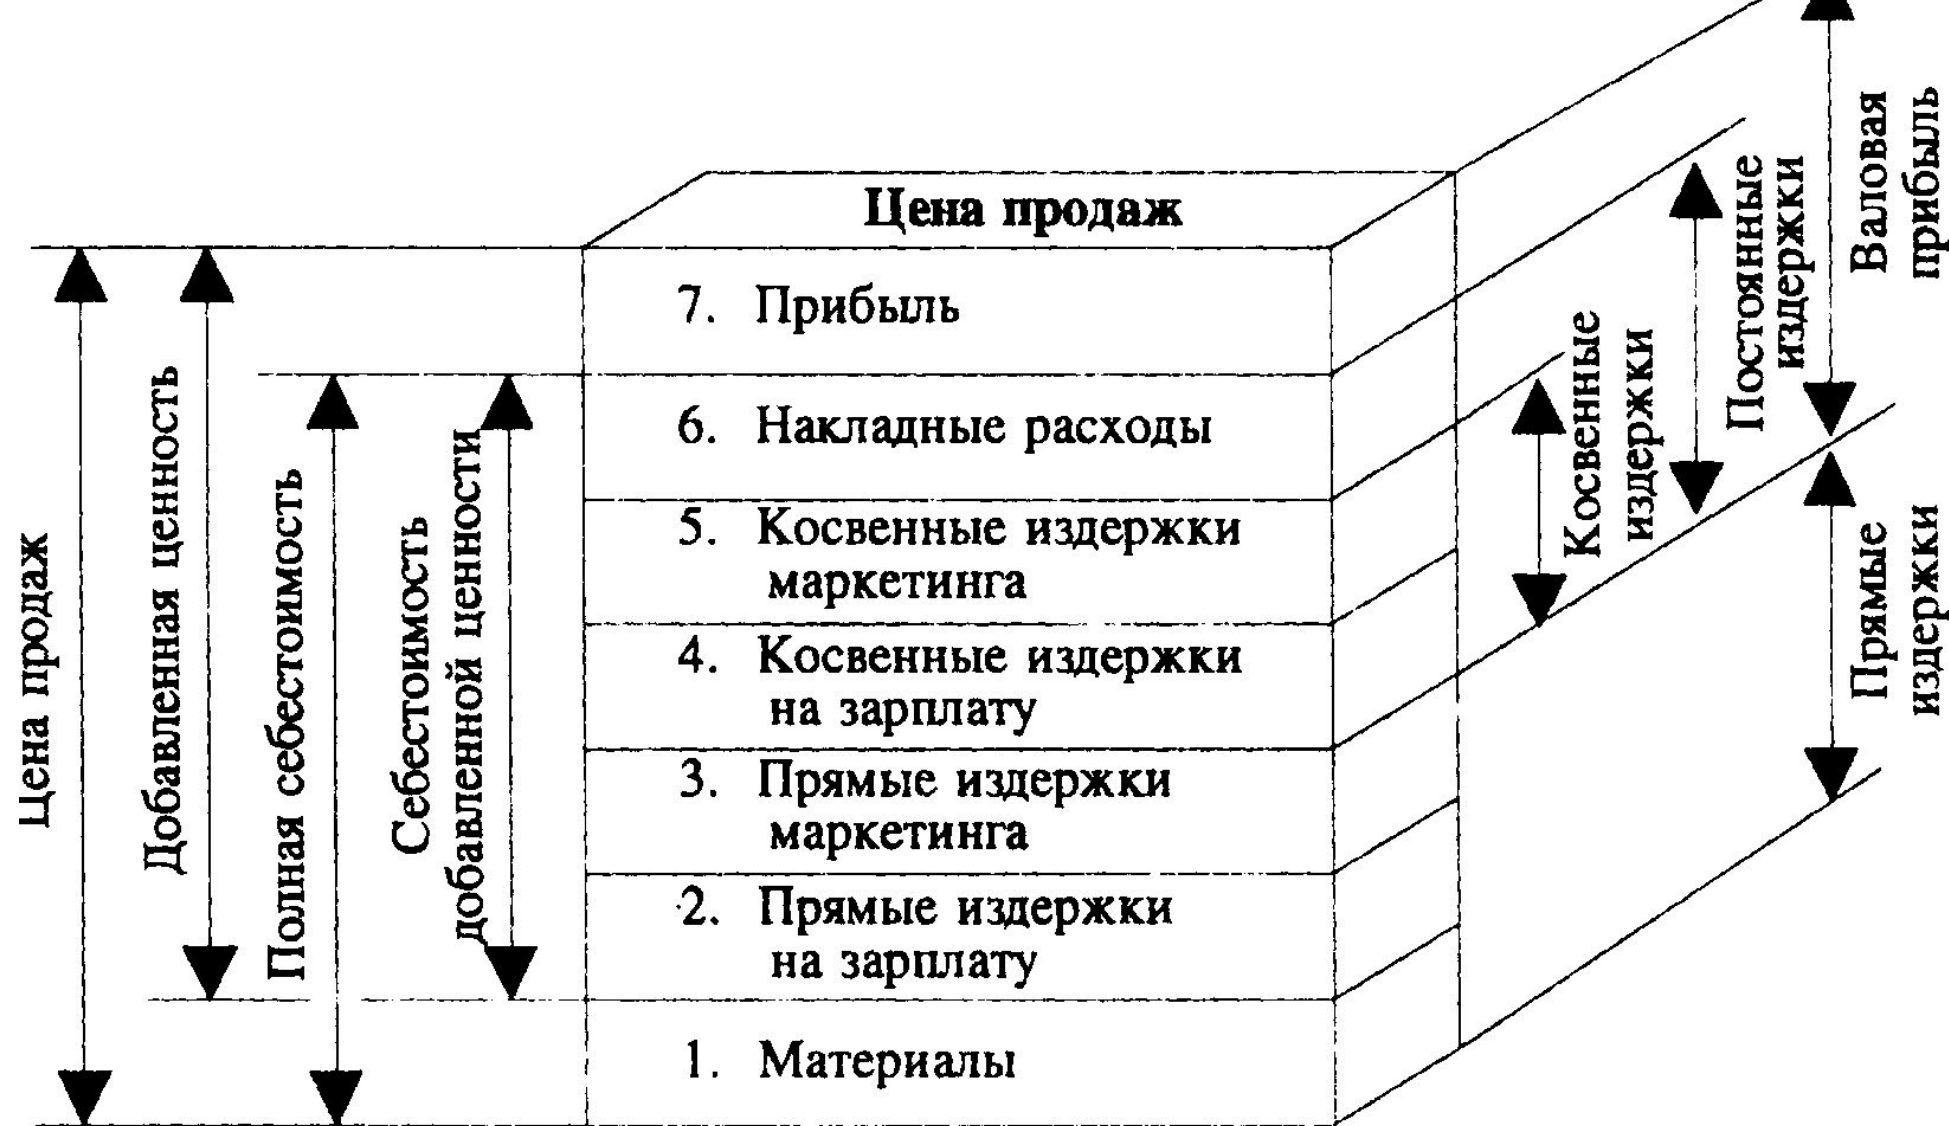 Цена продаж
7. Прибыль
6. Накладные расходы
5. Косвенные издержки
маркетинга
4. Косвенные издержки
на зарплату
3. Прямые издержки
маркетинга
2. Прямые издержки
на зарплату
1. Материалы
Цена продаж
Добавленная ценность
Полная себестоимость
Себестоимость
добавленной ценности
Косвенные
издержки
Постоянные
издержки
Валовая
прибыль
Прямые
издержки